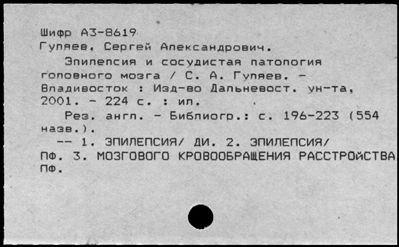 Шифр А3-8619
Гуляев, Сергей Александрович.
Эпилепсия и сосудистая патология
головного мозга / С. А. Гуляев. -
Владивосток : Изд-во Дальневост. ун-та,
2001. - 224 с. : ил.
Рез. англ. - Библиогр.: с. 196-223 (554
назв.).
-- 1. ЭПИЛЕПСИЯ/ ДИ. 2. ЭПИЛЕПСИЯ/
ПФ. 3. МОЗГОВОГО КРОВООБРАЩЕНИЯ РАССТРОЙСТВА/
ПФ.